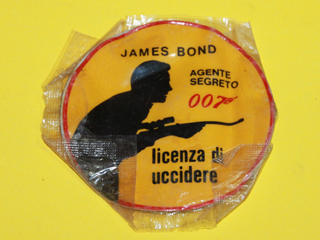 JAMES BOND
AGENTE
SEGRETO
007
licenza di
uccidere